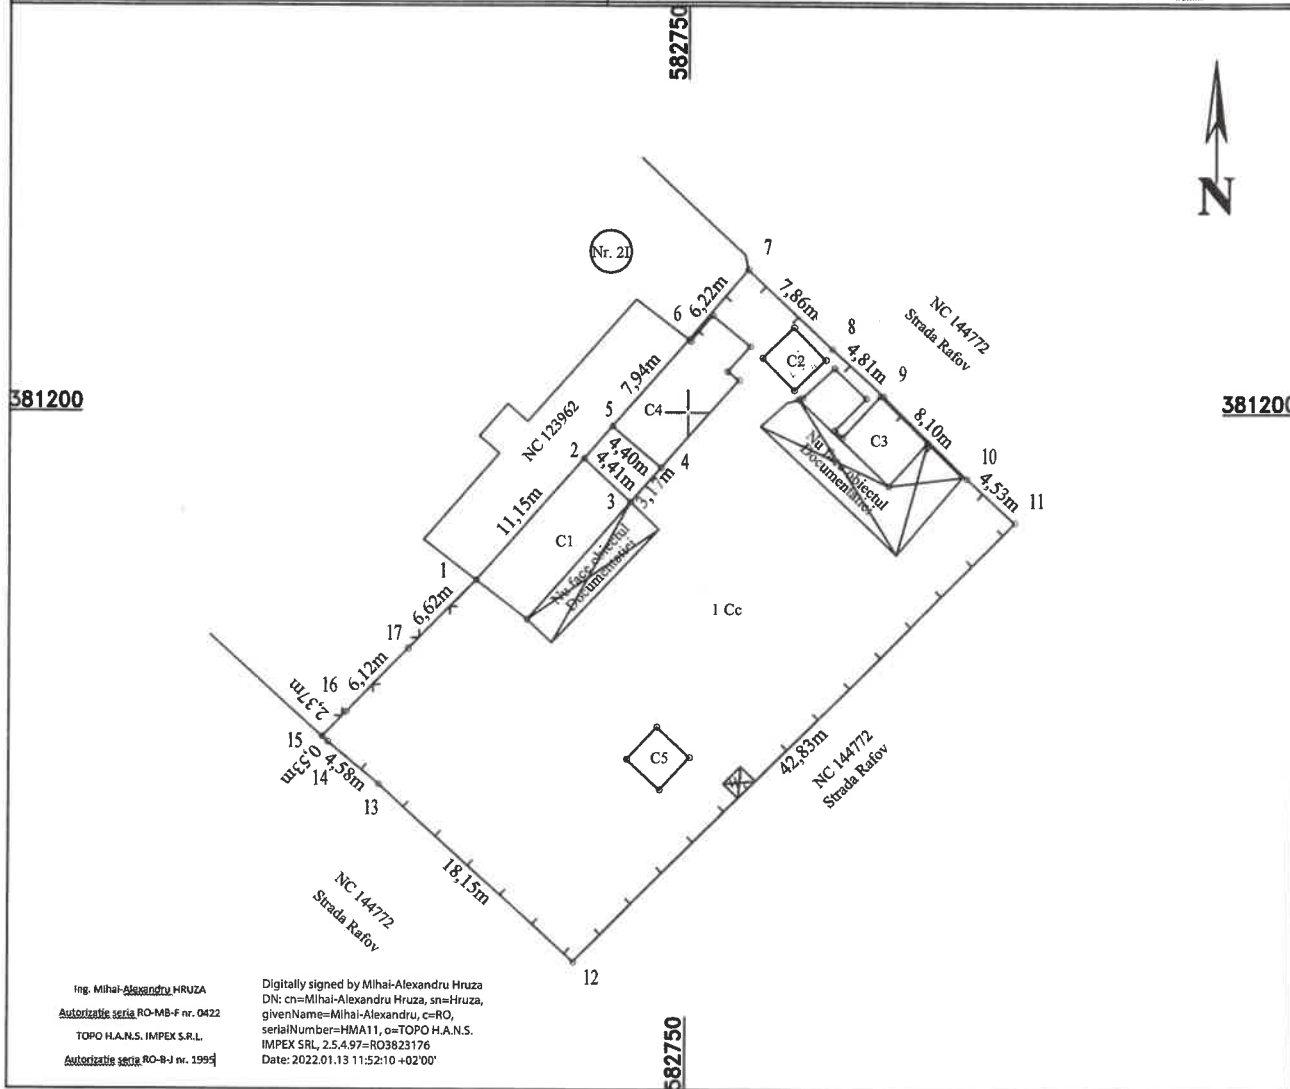 582750
N
7
Nr. 21
6
6,22m
7,86m
NC 144772
Strada Rafov
8
4,81m
C2
9
7,94m
381200
381200
C4
5
8,10m
NC 123962
2
4,40m
C3
4,41m
4
10
3
3,17m
4,53m
11
Nu face obiectul
Documentatiei
11,15m
C1
Nu face obiectul
Documentatiei
1
6,62m
1 Cc
17
6,12m
16
2,37m
15
0,53m
14
4,58m
13
C5
42,83m
NC 144772
Strada Rafov
18,15m
NC 144772
Strada Rafov
12
Ing. Mihai-Alexandru HRUZA
Autorizatie seria RO-MB-F nr. 0422
TOPO H.A.N.S. IMPEX S.R.L.
Autorizatie seria RO-B-J nr. 1995
Digitally signed by Mihai-Alexandru Hruza
DN: cn=Mihai-Alexandru Hruza, sn=Hruza,
givenName=Mihai-Alexandru, c=RO,
serialNumber=HMA11, o=TOPO H.A.N.S.
IMPEX SRL, 2.5.4.97=RO3823176
Date: 2022.01.13 11:52:10 +02'00'
582750